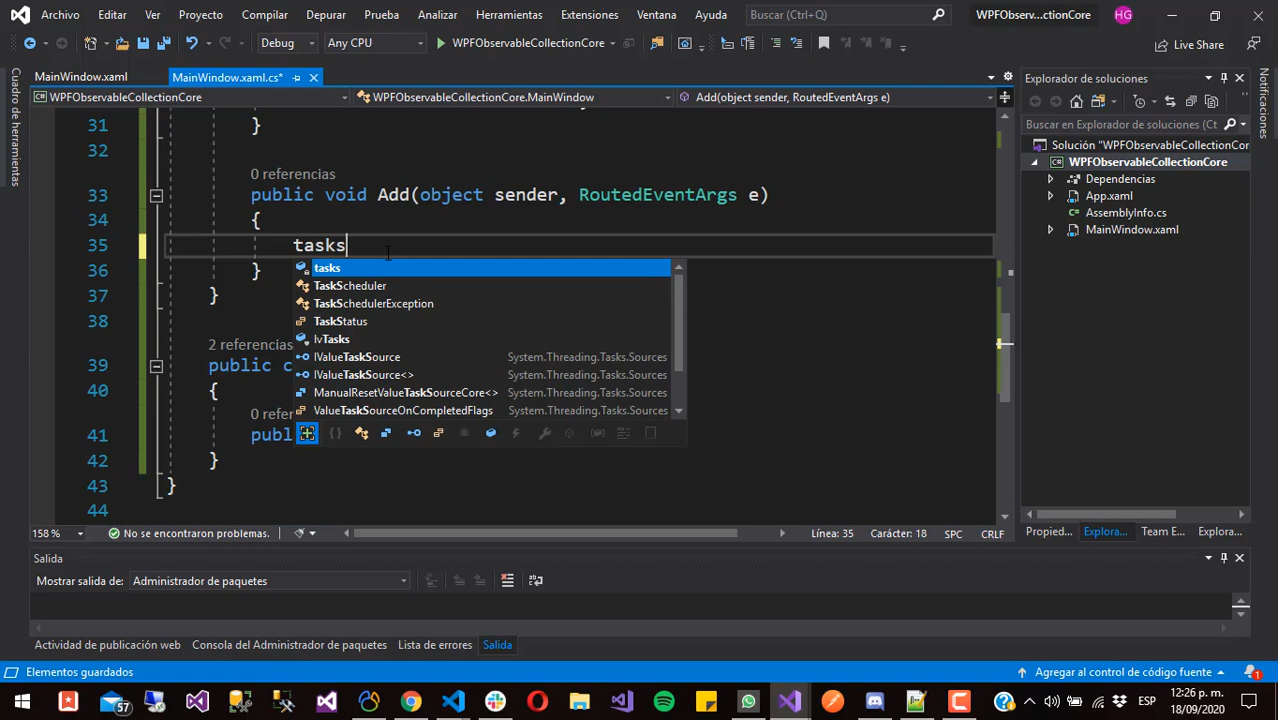 Archivo Editar Ver Proyecto Compilar Depurar Prueba Analizar Herramientas Extensiones Ventana Ayuda Buscar (Ctrl+Q) WPFObserv...ctionCore HG
Debug Any CPU WPFObservableCollectionCore Live Share
MainWindow.xaml MainWindow.xaml.cs*
WPFObservableCollectionCore WPFObservableCollectionCore.MainWindow Add(object sender, RoutedEventArgs e)
Cuadro de herramientas
31 }
32
0 referencias
33 public void Add(object sender, RoutedEventArgs e)
34 {
35 tasks
36 }
37 }
38
2 referencias
39 public c
40 {
0 refer
41 publ
42 }
43 }
44
tasks
TaskScheduler
TaskSchedulerException
TaskStatus
lvTasks
IValueTaskSource System.Threading.Tasks.Sources
IValueTaskSource<> System.Threading.Tasks.Sources
ManualResetValueTaskSourceCore<> System.Threading.Tasks.Sources
ValueTaskSourceOnCompletedFlags System.Threading.Tasks.Sources
158 % No se encontraron problemas. Línea: 35 Carácter: 18 SPC CRLF
Explorador de soluciones
Buscar en Explorador de soluciones (Ct
Solución "WPFObservableCollectionCor
WPFObservableCollectionCore
Dependencias
App.xaml
AssemblyInfo.cs
MainWindow.xaml
Propied... Explora... Team E... Explora...
Notificaciones
Salida
Mostrar salida de: Administrador de paquetes
Actividad de publicación web Consola del Administrador de paquetes Lista de errores Salida
Elementos guardados Agregar al control de código fuente 1
57 ESP 12:26 p. m.
18/09/2020